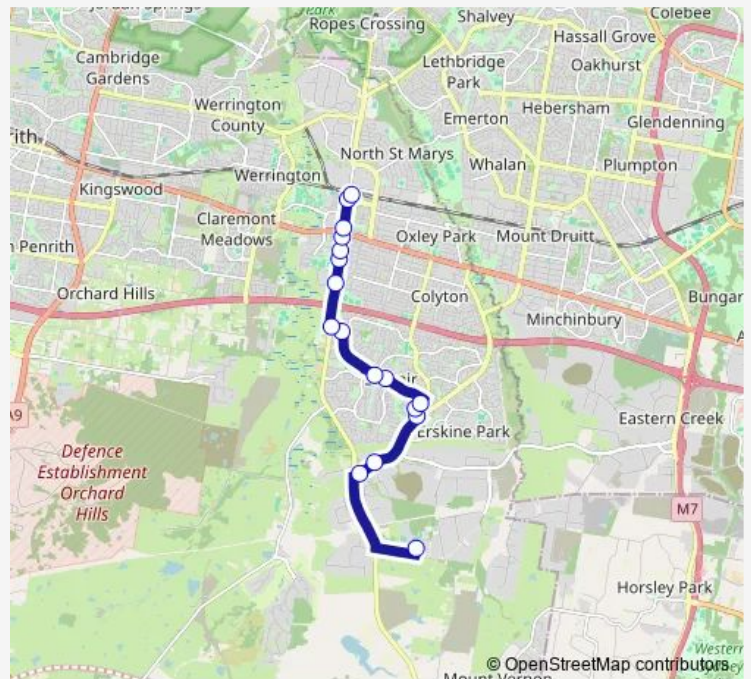 Ropes Crossing
Shalvey
Colebee
Hassall Grove
Cambridge
Gardens
Lethbridge
Park
Oakhurst
Werrington
County
Emerton
Hebersham
Glendenning
North St Marys
Whalan
Plumpton
Werrington
Kingswood
Claremont
Meadows
Oxley Park
Mount Druitt
Penrith
Orchard Hills
Colyton
Minchinbury
Eastern Creek
Erskine Park
Defence
Establishment
Orchard
Hills
M7
Horsley Park
© OpenStreetMap contributors